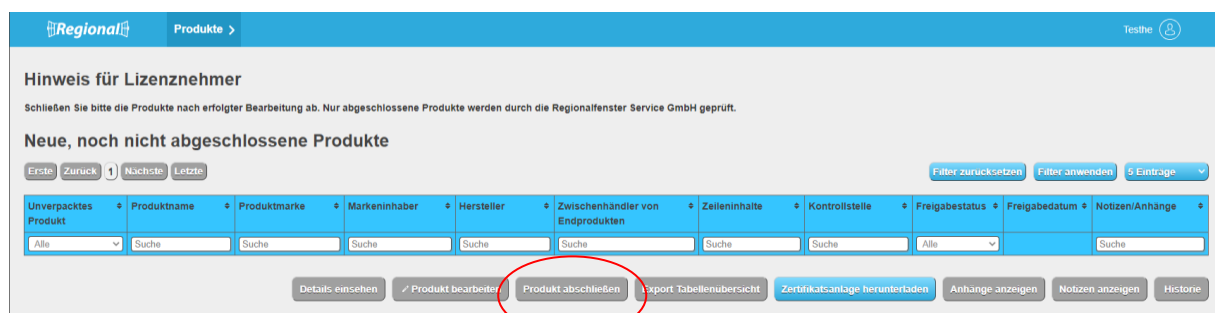 Regional
Produkte >
Testhe
Hinweis für Lizenznehmer
Schließen Sie bitte die Produkte nach erfolgter Bearbeitung ab. Nur abgeschlossene Produkte werden durch die Regionalfenster Service GmbH geprüft.
Neue, noch nicht abgeschlossene Produkte
Erste Zurück 1 Nächste Letzte
Filter zurücksetzen Filter anwenden 5 Einträge
Unverpacktes Produkt Produktname Produktmarke Markeninhaber Hersteller Zwischenhändler von Endprodukten Zeileninhalte Kontrollstelle Freigabestatus Freigabedatum Notizen/Anhänge
Alle Suche Suche Suche Suche Suche Suche Suche Alle Suche
Details einsehen Produkt bearbeiten Produkt abschließen Export Tabellenübersicht Zertifikatsanlage herunterladen Anhänge anzeigen Notizen anzeigen Historie